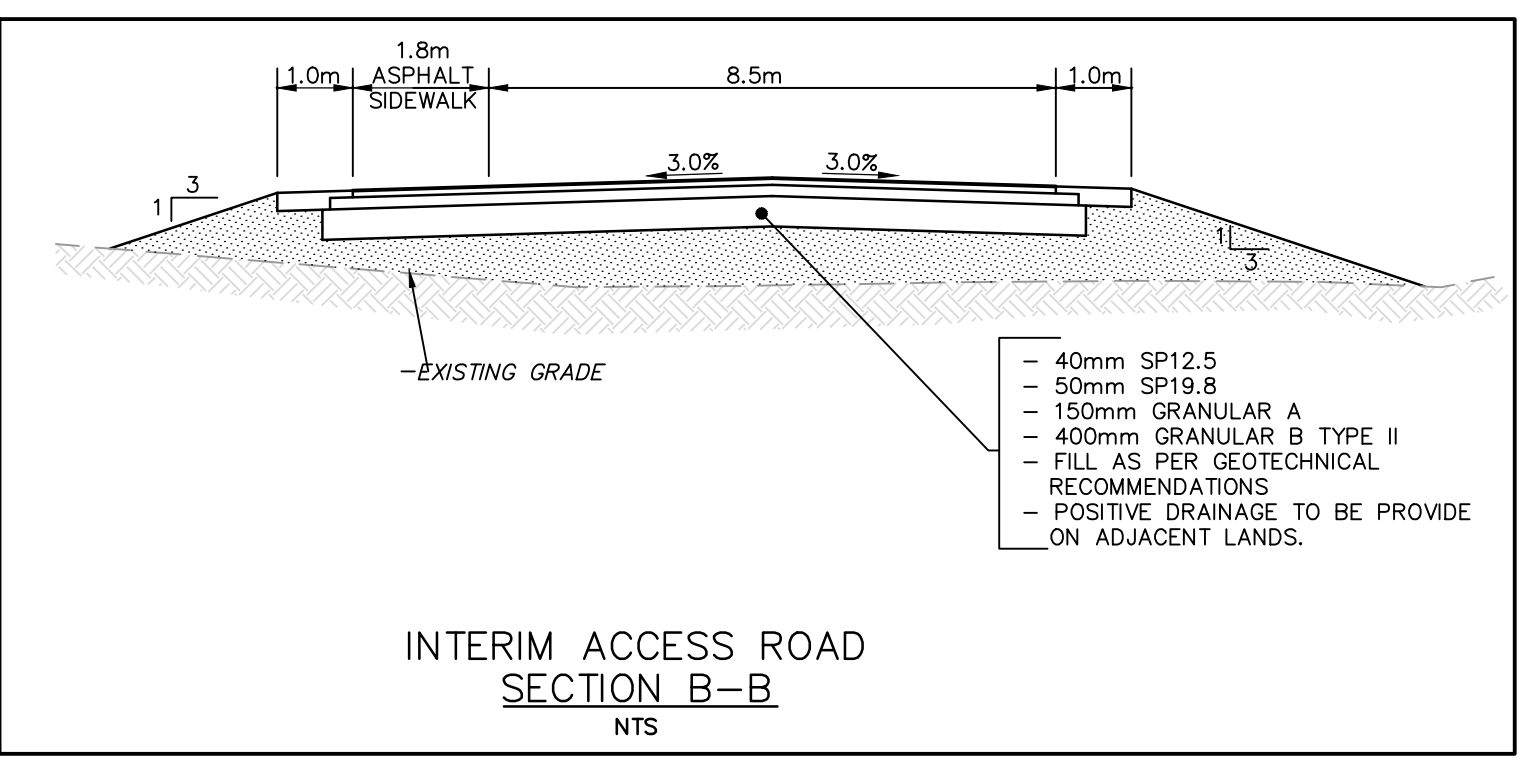 1.8m
1.0m
ASPHALT
8.5m
1.0m
SIDEWALK
3.0%
3.0%
3
1
1
3
-EXISTING GRADE
- 40mm SP12.5
- 50mm SP19.8
- 150mm GRANULAR A
- 400mm GRANULAR B TYPE II
- FILL AS PER GEOTECHNICAL
RECOMMENDATIONS
- POSITIVE DRAINAGE TO BE PROVIDE
ON ADJACENT LANDS.
INTERIM ACCESS ROAD
SECTION B-B
NTS